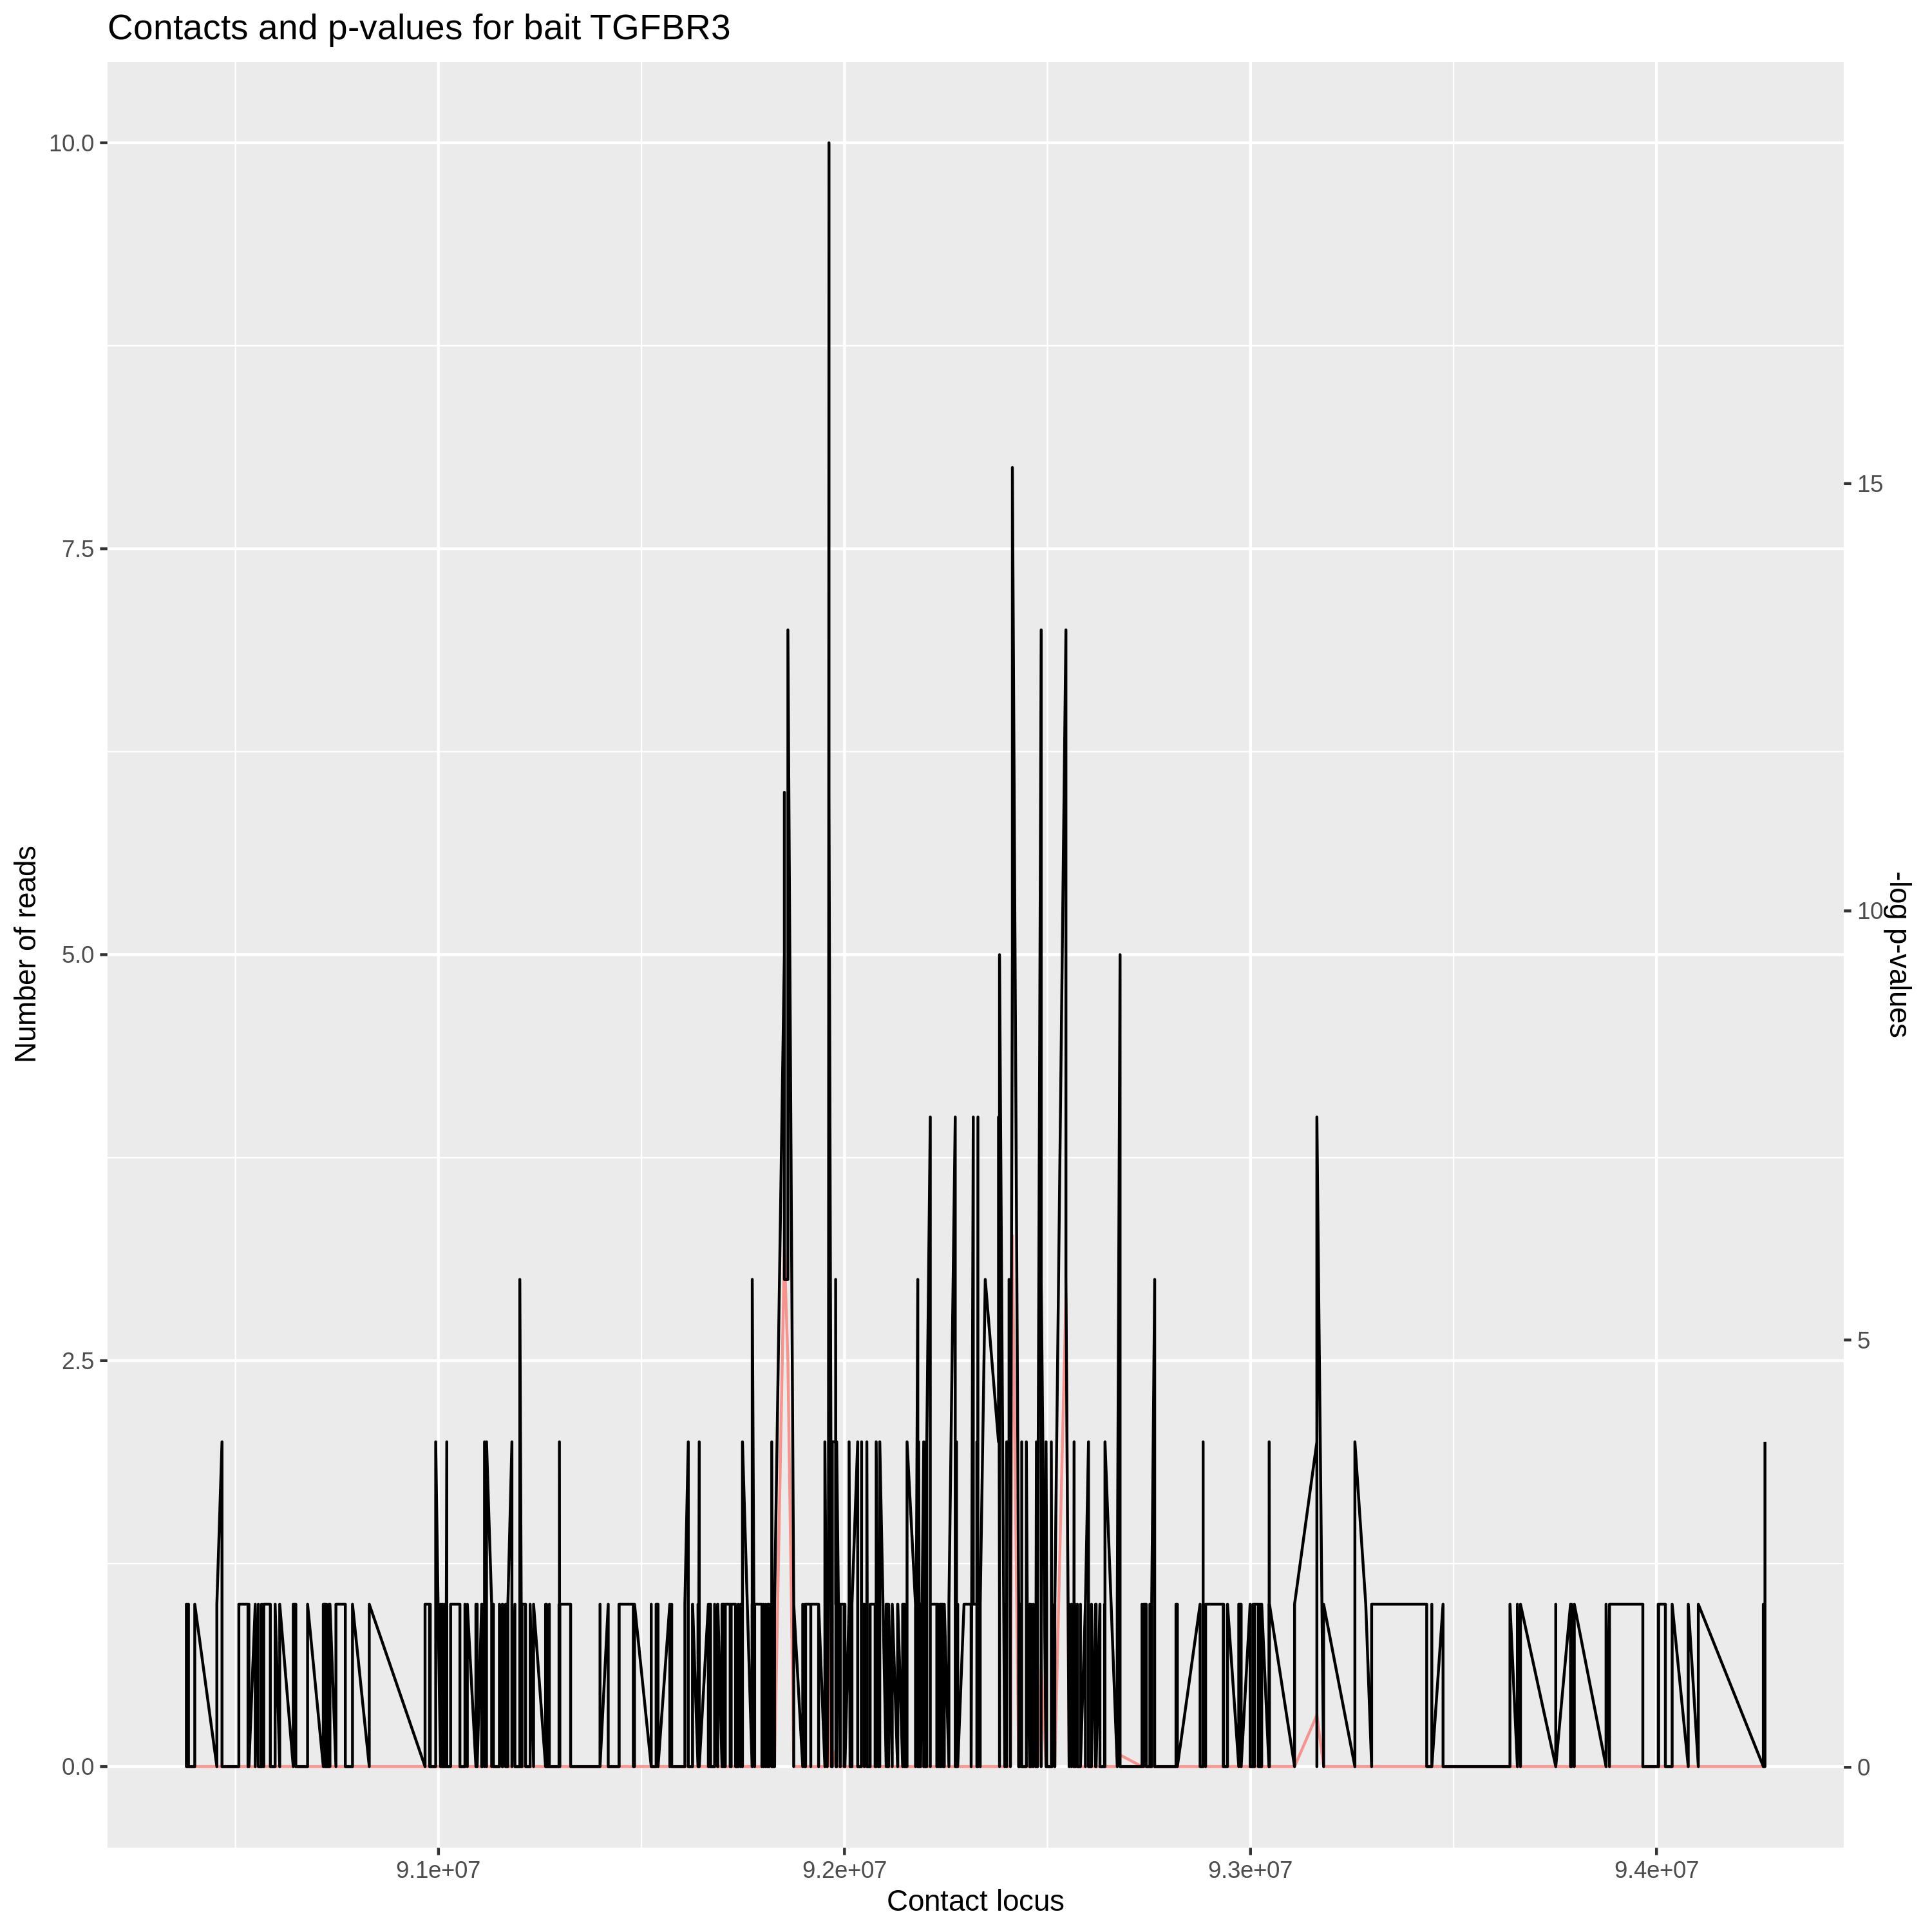 Contacts and p-values for bait TGFBR3
10.0
7.5
5.0
2.5
0.0
Number of reads
15
10
5
0
-log p-values
9.1e+07
9.2e+07
9.3e+07
9.4e+07
Contact locus